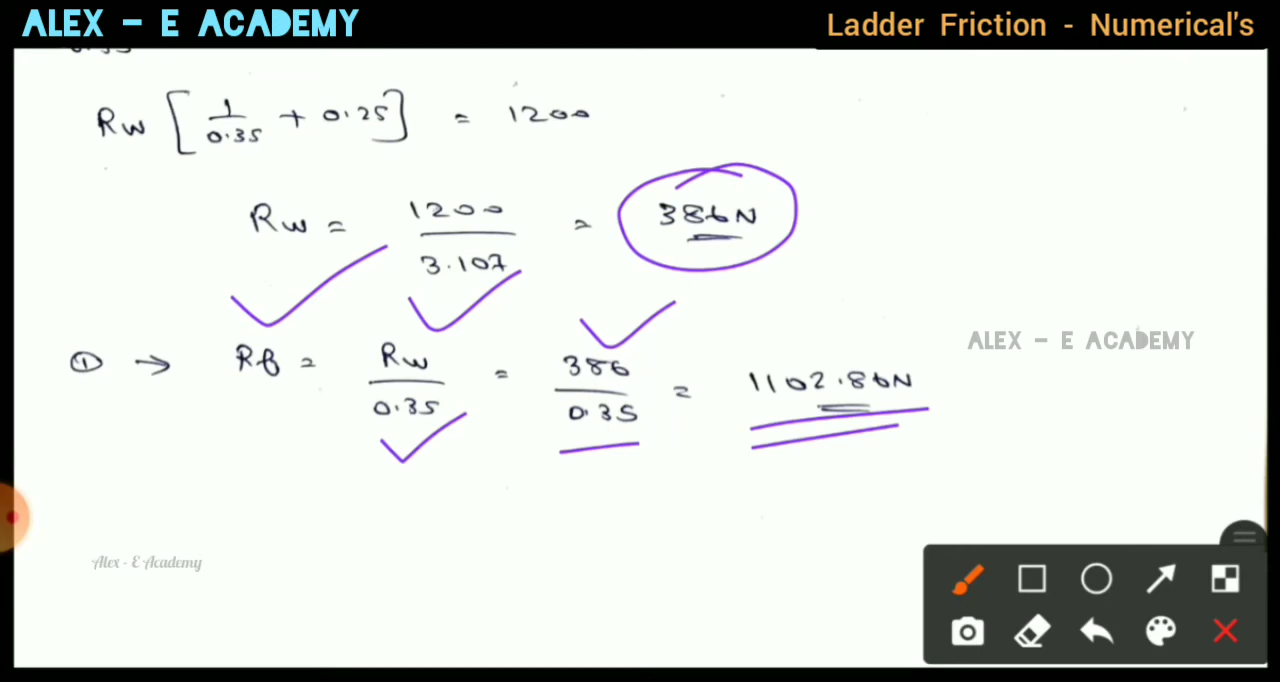 ALEX - E ACADEMY
Ladder Friction - Numerical's
Rw [ 1/0.35 + 0.25 ] = 1200
Rw = 1200/3.107 = 386N
① → Rf = Rw/0.35 = 386/0.35 = 1102.86N
ALEX - E ACADEMY
Alex - E Academy